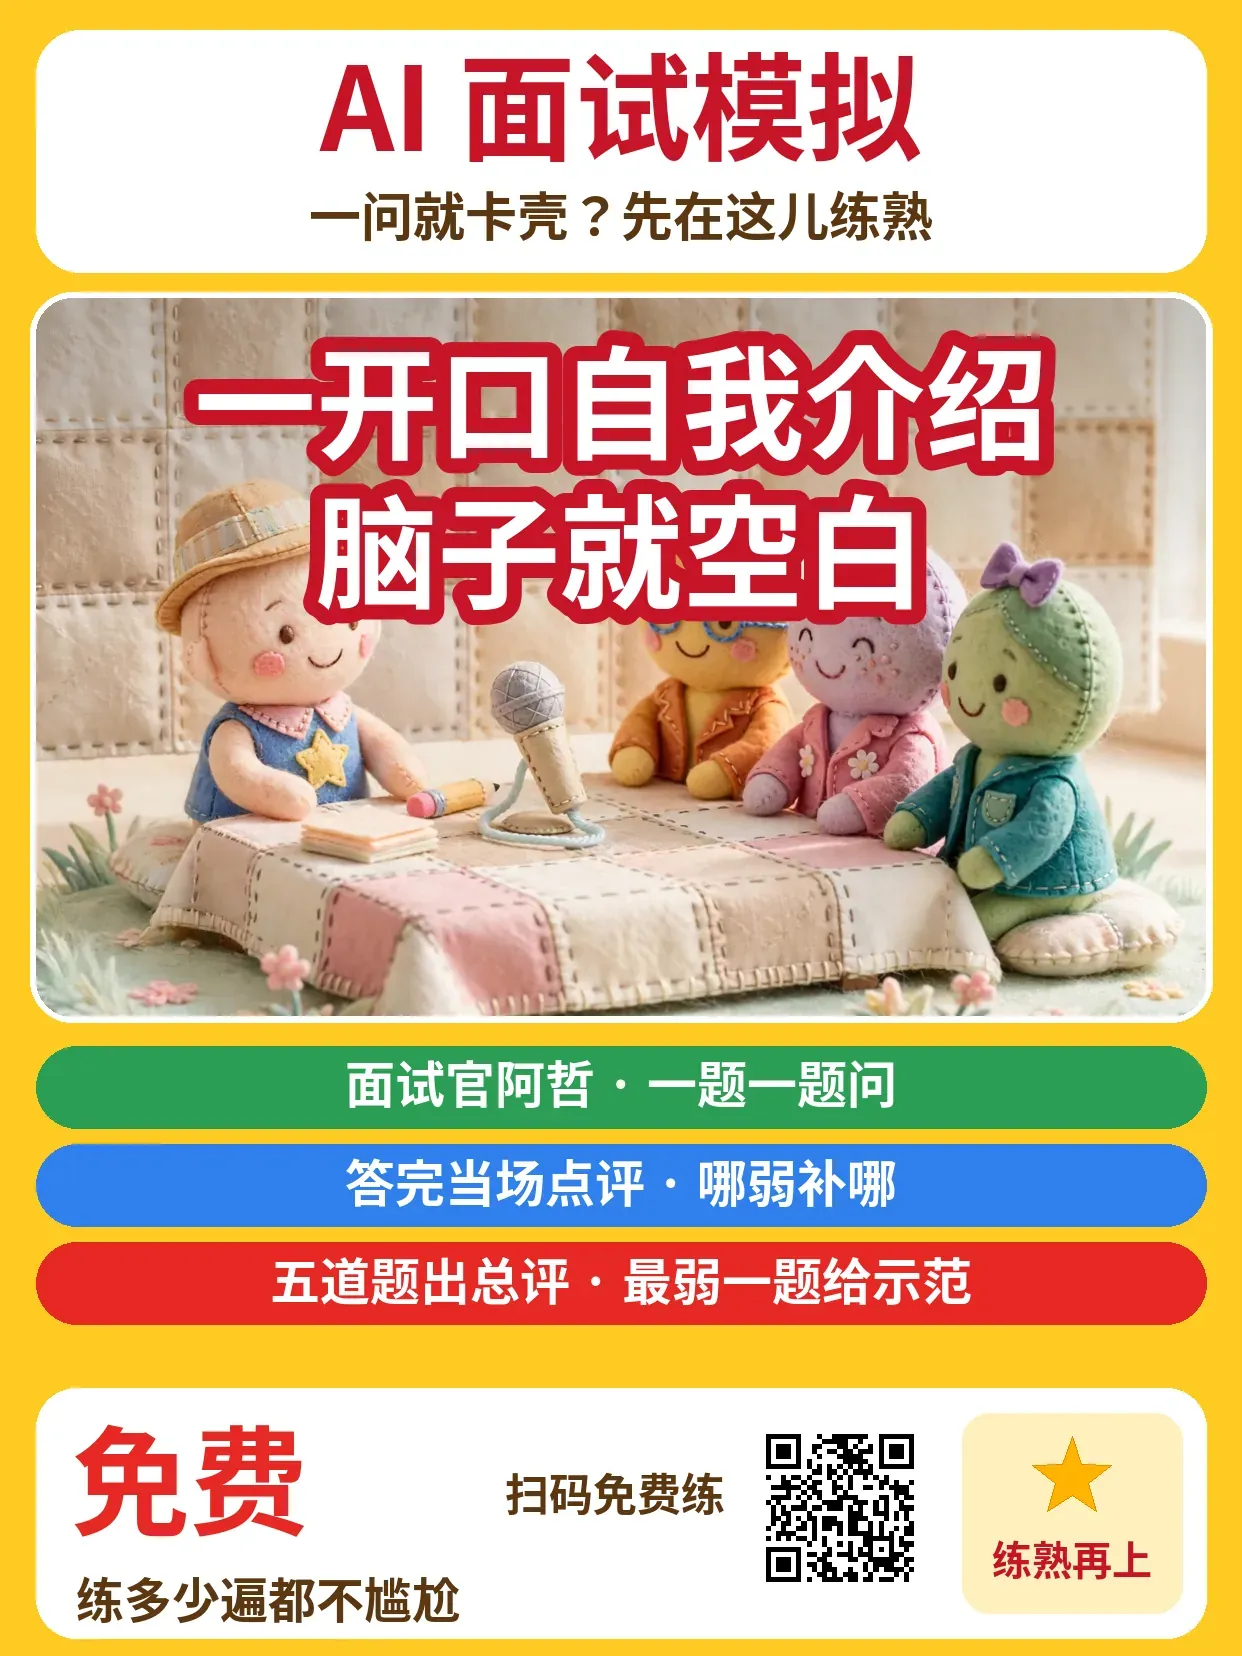 AI 面试模拟
一问就卡壳？先在这儿练熟
一开口自我介绍
脑子就空白
面试官阿哲 · 一题一题问
答完当场点评 · 哪弱补哪
五道题出总评 · 最弱一题给示范
免费
练多少遍都不尴尬
扫码免费练
练熟再上